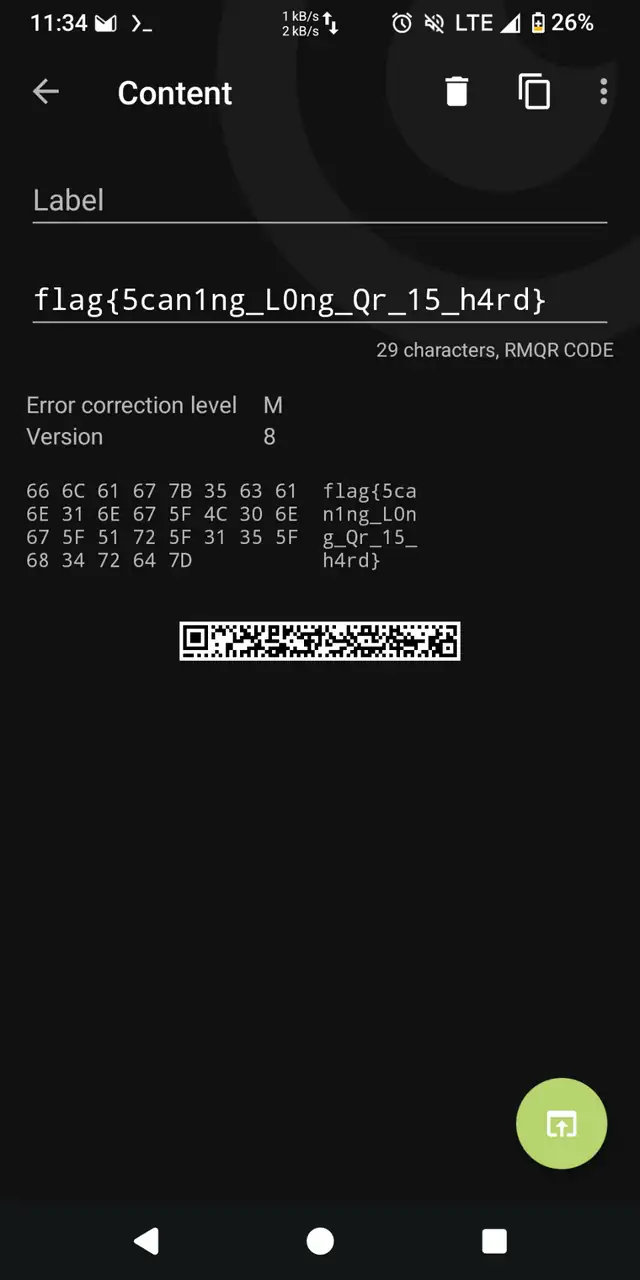 11:34 1 kB/s 2 kB/s LTE 26%
Content
Label
flag{5can1ng_L0ng_Qr_15_h4rd}
29 characters, RMQR CODE
Error correction level M
Version 8
66 6C 61 67 7B 35 63 61 flag{5ca
6E 31 6E 67 5F 4C 30 6E n1ng_L0n
67 5F 51 72 5F 31 35 5F g_Qr_15_
68 34 72 64 7D h4rd}